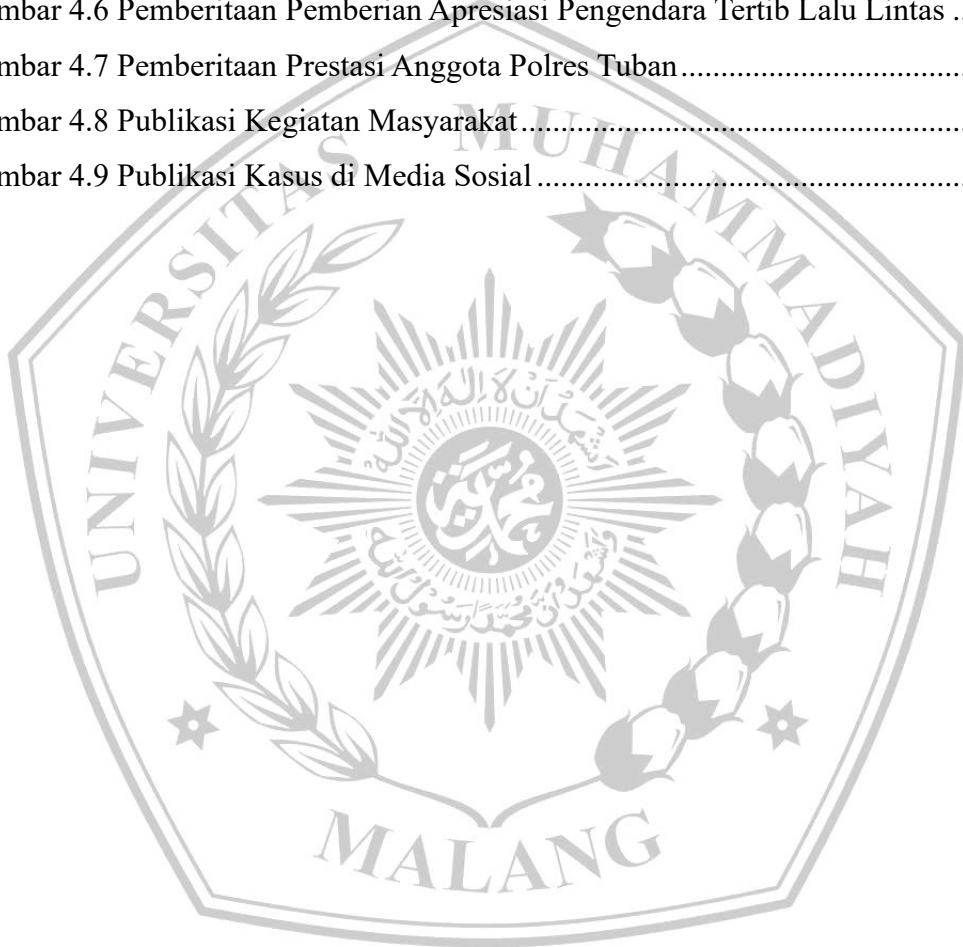 mbar 4.6 Pemberitaan Pemberian Apresiasi Pengendara Tertib Lalu Lintas ..
mbar 4.7 Pemberitaan Prestasi Anggota Polres Tuban.....................................
mbar 4.8 Publikasi Kegiatan Masyarakat.........................................................
mbar 4.9 Publikasi Kasus di Media Sosial .......................................................
UNIVERSITAS MUHAMMADIYAH
MALANG